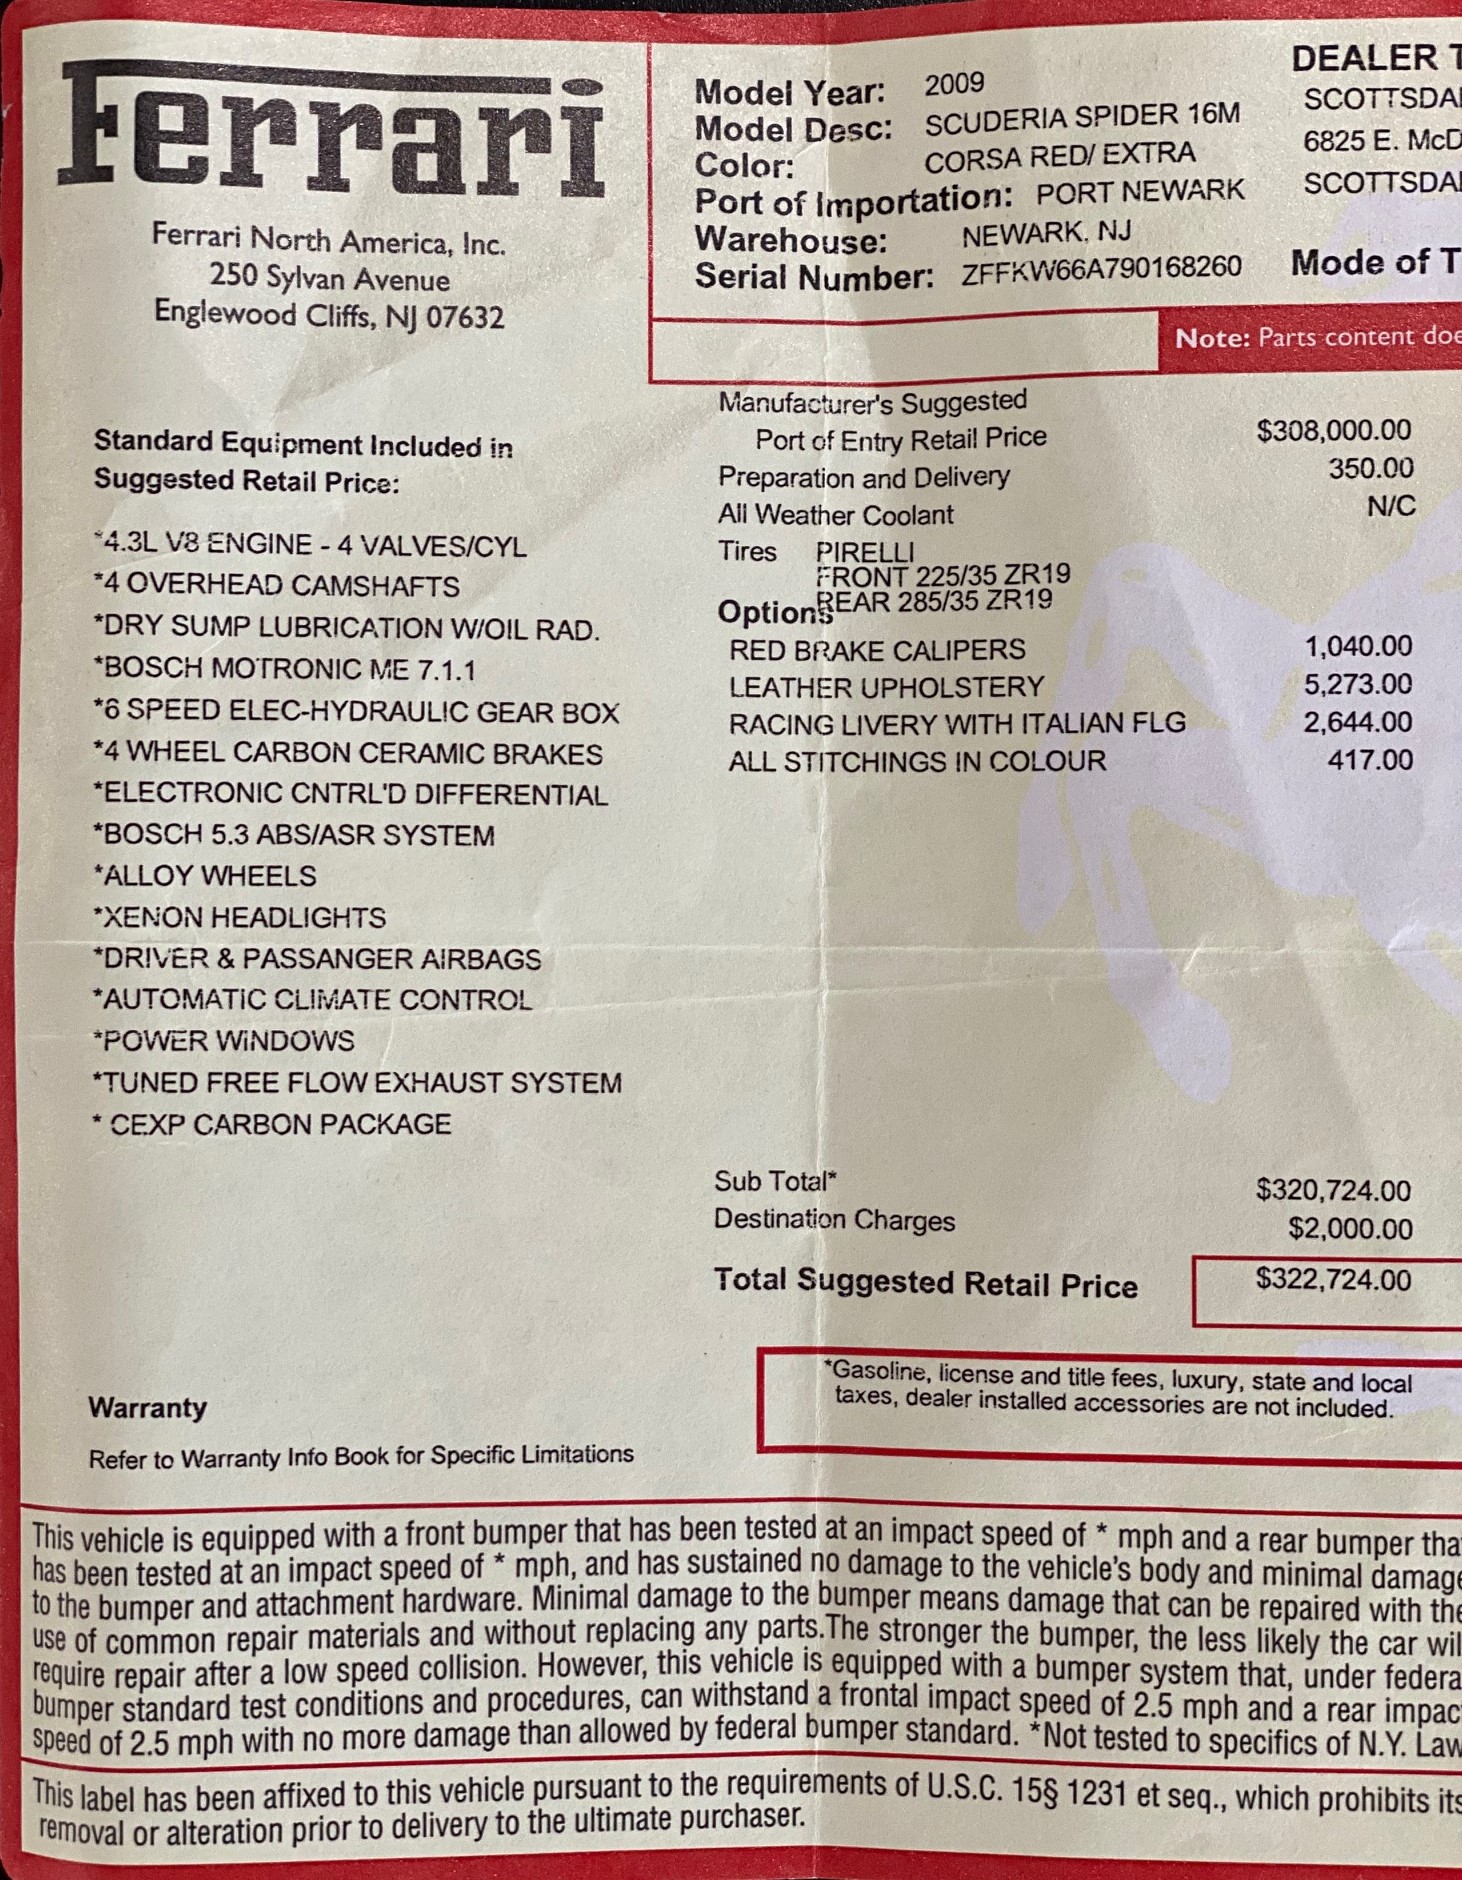 Ferrari
Ferrari North America, Inc.
250 Sylvan Avenue
Englewood Cliffs, NJ 07632
Model Year: 2009
Model Desc: SCUDERIA SPIDER 16M
Color: CORSA RED/ EXTRA
Port of Importation: PORT NEWARK
Warehouse: NEWARK, NJ
Serial Number: ZFFKW66A790168260
DEALER
SCOTTSDA
6825 E. McD
SCOTTSDA
Mode of
Note: Parts content doe
Standard Equipment Included in
Suggested Retail Price:
*4.3L V8 ENGINE - 4 VALVES/CYL
*4 OVERHEAD CAMSHAFTS
*DRY SUMP LUBRICATION W/OIL RAD.
*BOSCH MOTRONIC ME 7.1.1
*6 SPEED ELEC-HYDRAULIC GEAR BOX
*4 WHEEL CARBON CERAMIC BRAKES
*ELECTRONIC CNTRL'D DIFFERENTIAL
*BOSCH 5.3 ABS/ASR SYSTEM
*ALLOY WHEELS
*XENON HEADLIGHTS
*DRIVER & PASSANGER AIRBAGS
*AUTOMATIC CLIMATE CONTROL
*POWER WINDOWS
*TUNED FREE FLOW EXHAUST SYSTEM
* CEXP CARBON PACKAGE
Manufacturer's Suggested
Port of Entry Retail Price $308,000.00
Preparation and Delivery 350.00
All Weather Coolant N/C
Tires PIRELLI
FRONT 225/35 ZR19
REAR 285/35 ZR19
Options
RED BRAKE CALIPERS 1,040.00
LEATHER UPHOLSTERY 5,273.00
RACING LIVERY WITH ITALIAN FLG 2,644.00
ALL STITCHINGS IN COLOUR 417.00
Sub Total* $320,724.00
Destination Charges $2,000.00
Total Suggested Retail Price $322,724.00
*Gasoline, license and title fees, luxury, state and local
taxes, dealer installed accessories are not included.
Warranty
Refer to Warranty Info Book for Specific Limitations
This vehicle is equipped with a front bumper that has been tested at an impact speed of * mph and a rear bumper tha
has been tested at an impact speed of * mph, and has sustained no damage to the vehicle's body and minimal damage
to the bumper and attachment hardware. Minimal damage to the bumper means damage that can be repaired with the
use of common repair materials and without replacing any parts.The stronger the bumper, the less likely the car wil
require repair after a low speed collision. However, this vehicle is equipped with a bumper system that, under federa
bumper standard test conditions and procedures, can withstand a frontal impact speed of 2.5 mph and a rear impac
speed of 2.5 mph with no more damage than allowed by federal bumper standard. *Not tested to specifics of N.Y. Law
This label has been affixed to this vehicle pursuant to the requirements of U.S.C. 15§ 1231 et seq., which prohibits its
removal or alteration prior to delivery to the ultimate purchaser.